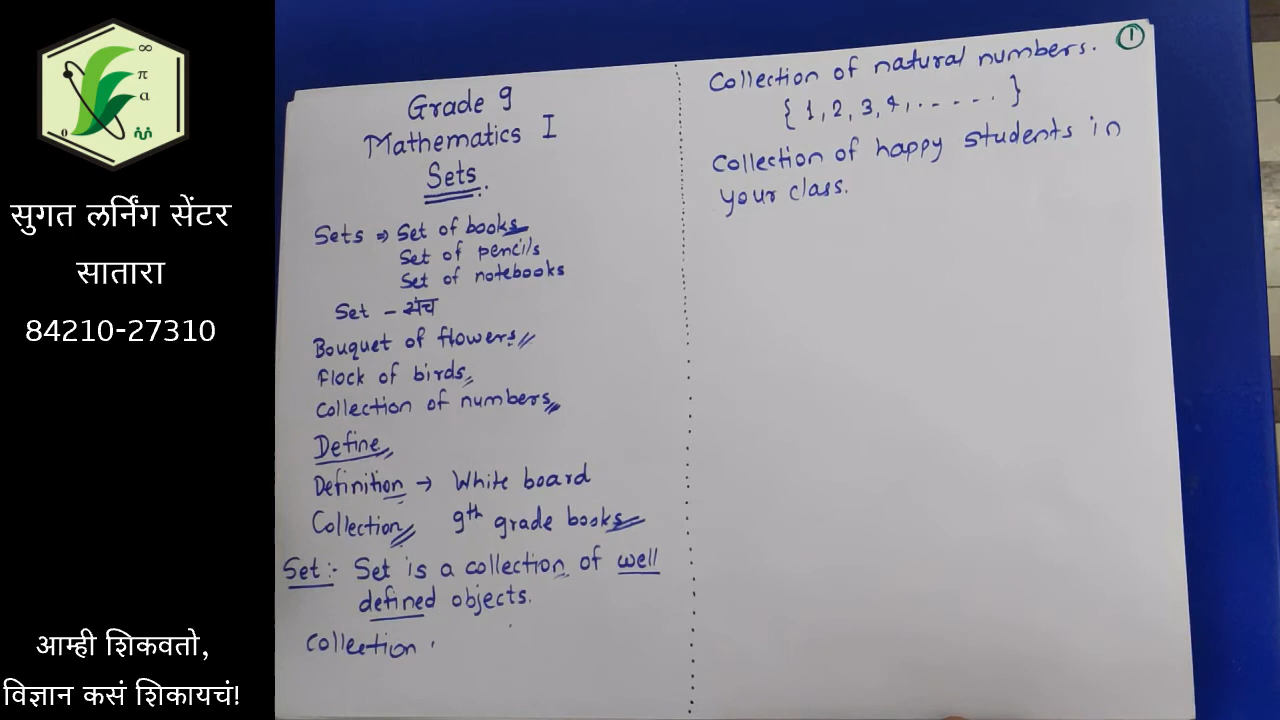 ∞
π
α
सुगत लर्निंग सेंटर
सातारा
84210-27310
आम्ही शिकवतो,
विज्ञान कसं शिकायचं!
Grade 9
Mathematics I
Sets
Sets ⇒ Set of books
Set of pencils
Set of notebooks
Set - संच
Bouquet of flowers
Flock of birds
Collection of numbers
Define
Definition → White board
Collection 9th grade books
Set :- Set is a collection of well
defined objects.
Collection
1
Collection of natural numbers.
{ 1, 2, 3, 4, ..... }
Collection of happy students in
your class.